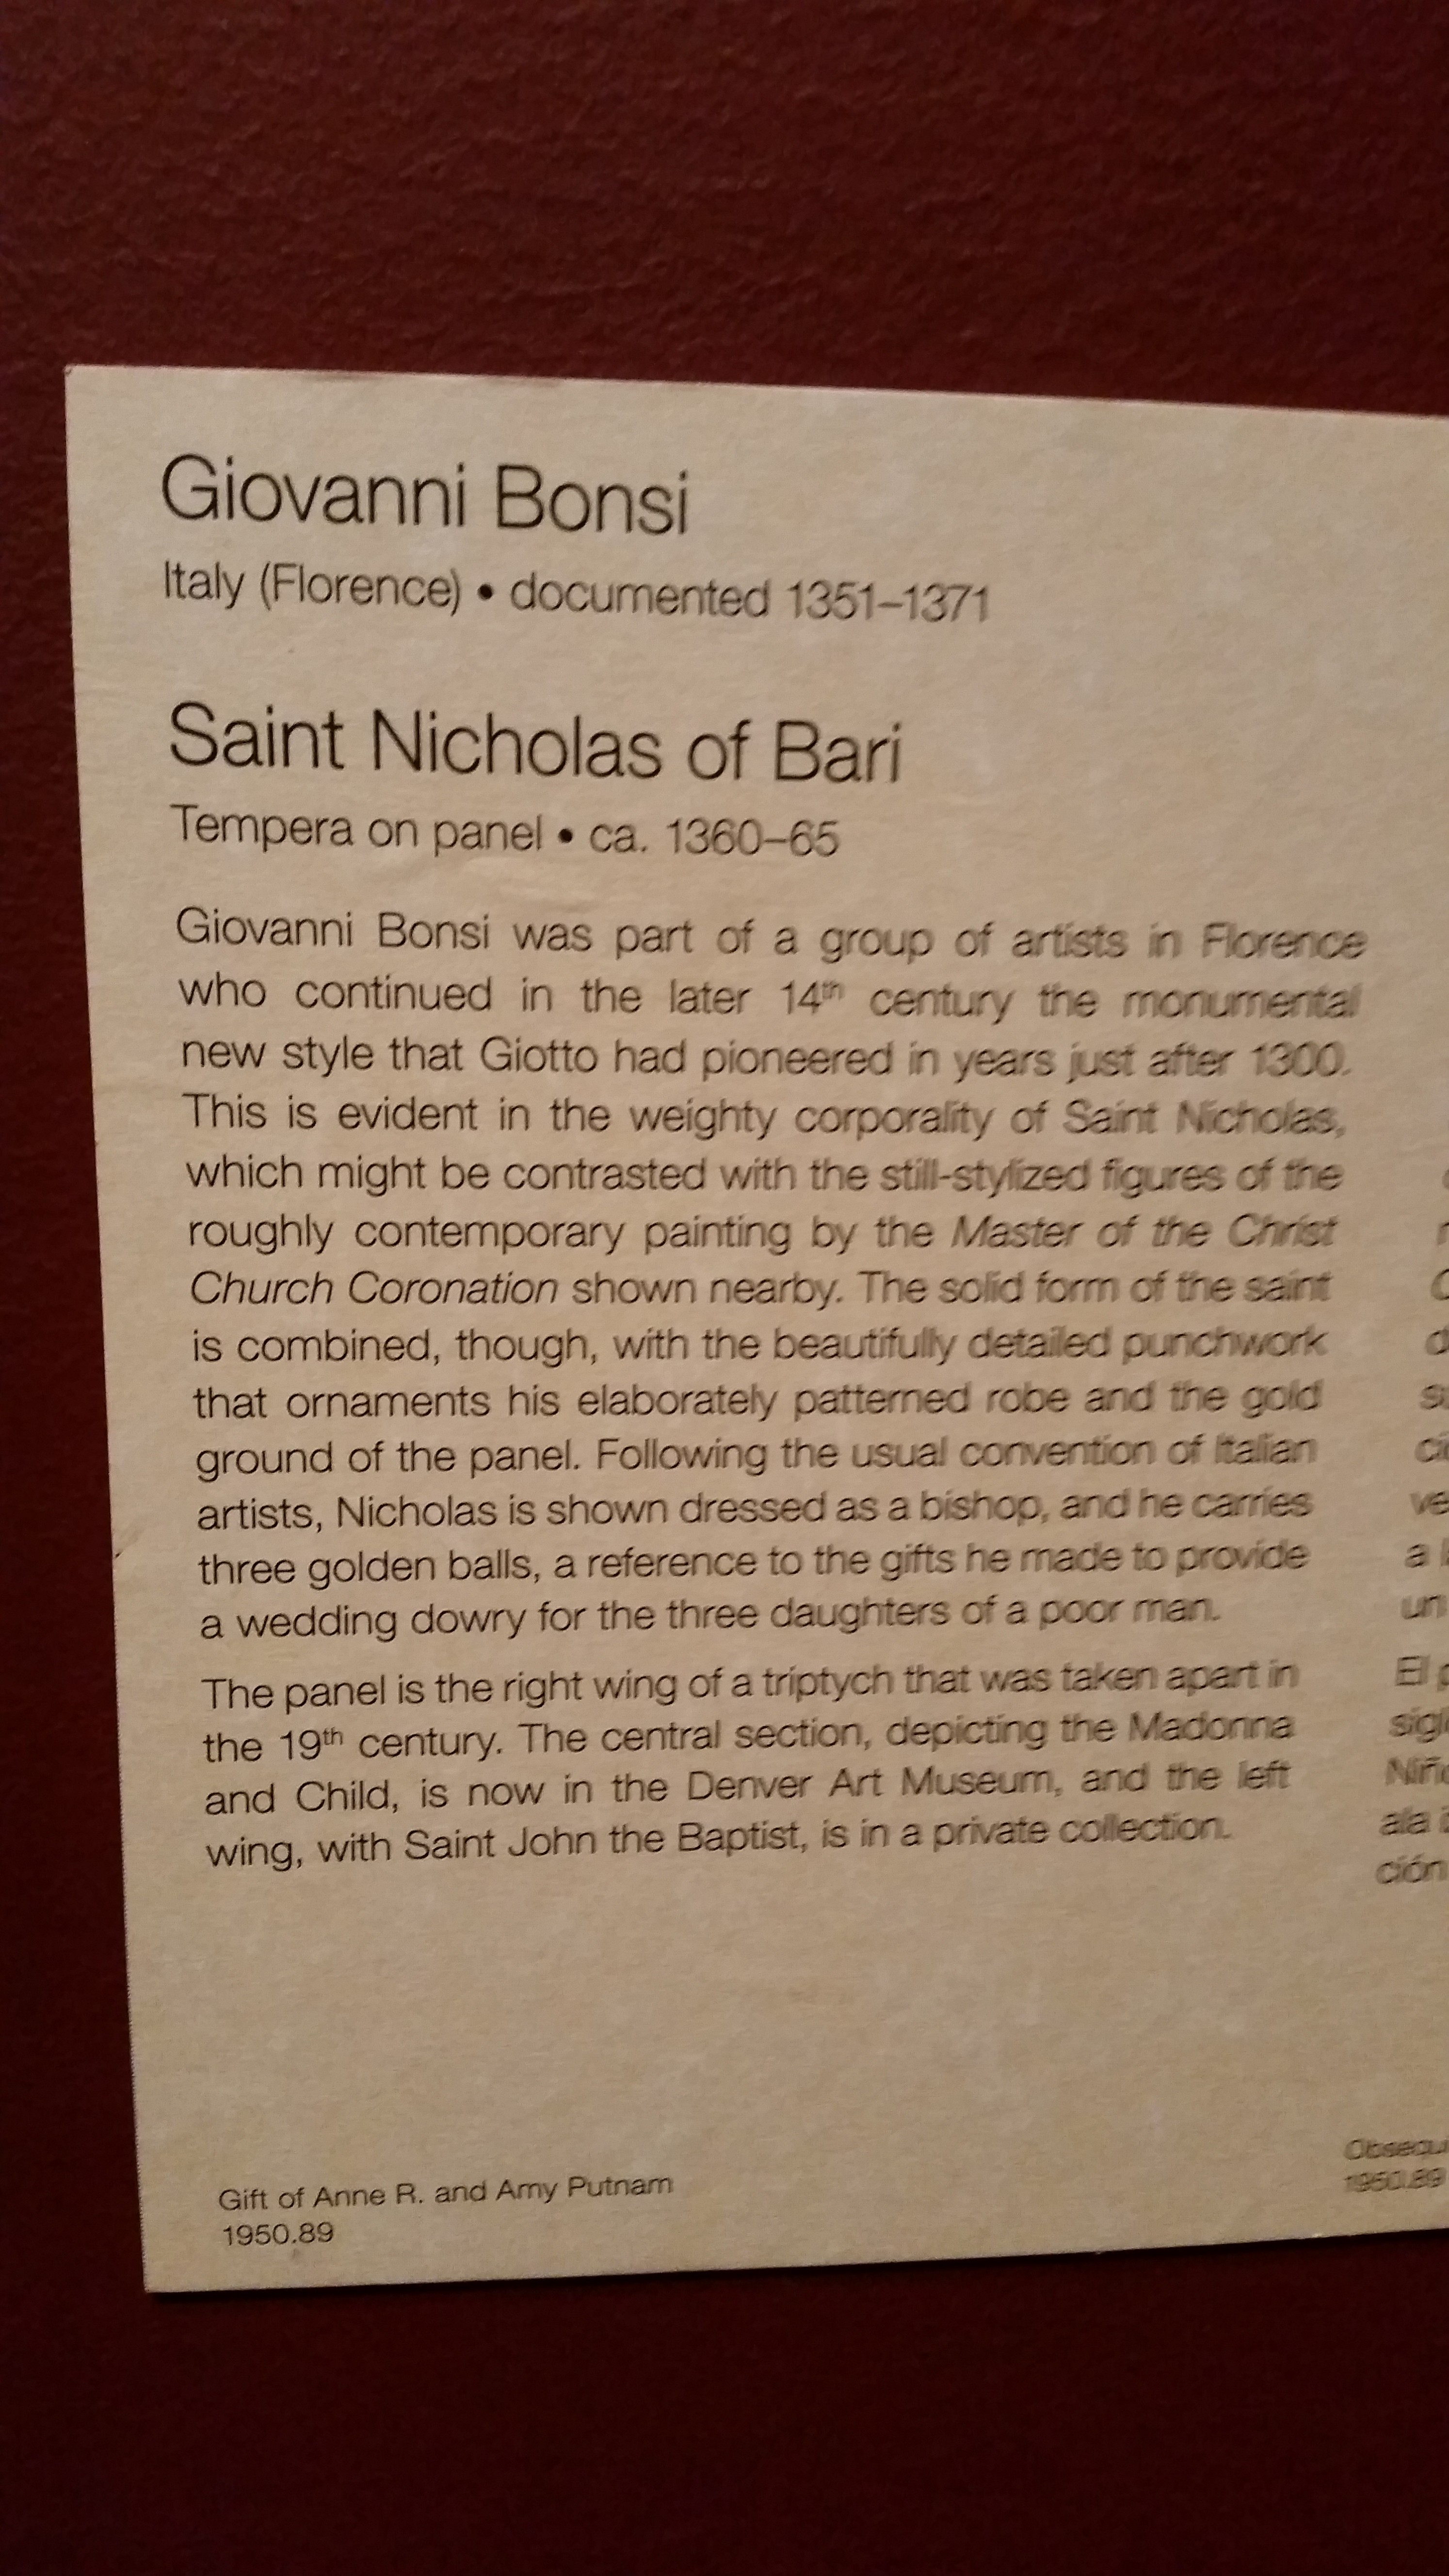 Giovanni Bonsi
Italy (Florence) • documented 1351–1371
Saint Nicholas of Bari
Tempera on panel • ca. 1360–65
Giovanni Bonsi was part of a group of artists in Florence
who continued in the later 14th century the monumental
new style that Giotto had pioneered in years just after 1300.
This is evident in the weighty corporality of Saint Nicholas,
which might be contrasted with the still-stylized figures of the
roughly contemporary painting by the Master of the Christ
Church Coronation shown nearby. The solid form of the saint
is combined, though, with the beautifully detailed punchwork
that ornaments his elaborately patterned robe and the gold
ground of the panel. Following the usual convention of Italian
artists, Nicholas is shown dressed as a bishop, and he carries
three golden balls, a reference to the gifts he made to provide
a wedding dowry for the three daughters of a poor man.
The panel is the right wing of a triptych that was taken apart in
the 19th century. The central section, depicting the Madonna
and Child, is now in the Denver Art Museum, and the left
wing, with Saint John the Baptist, is in a private collection.
Gift of Anne R. and Amy Putnam
1950.89
ve
a
un
El
ala
ción
1950.89